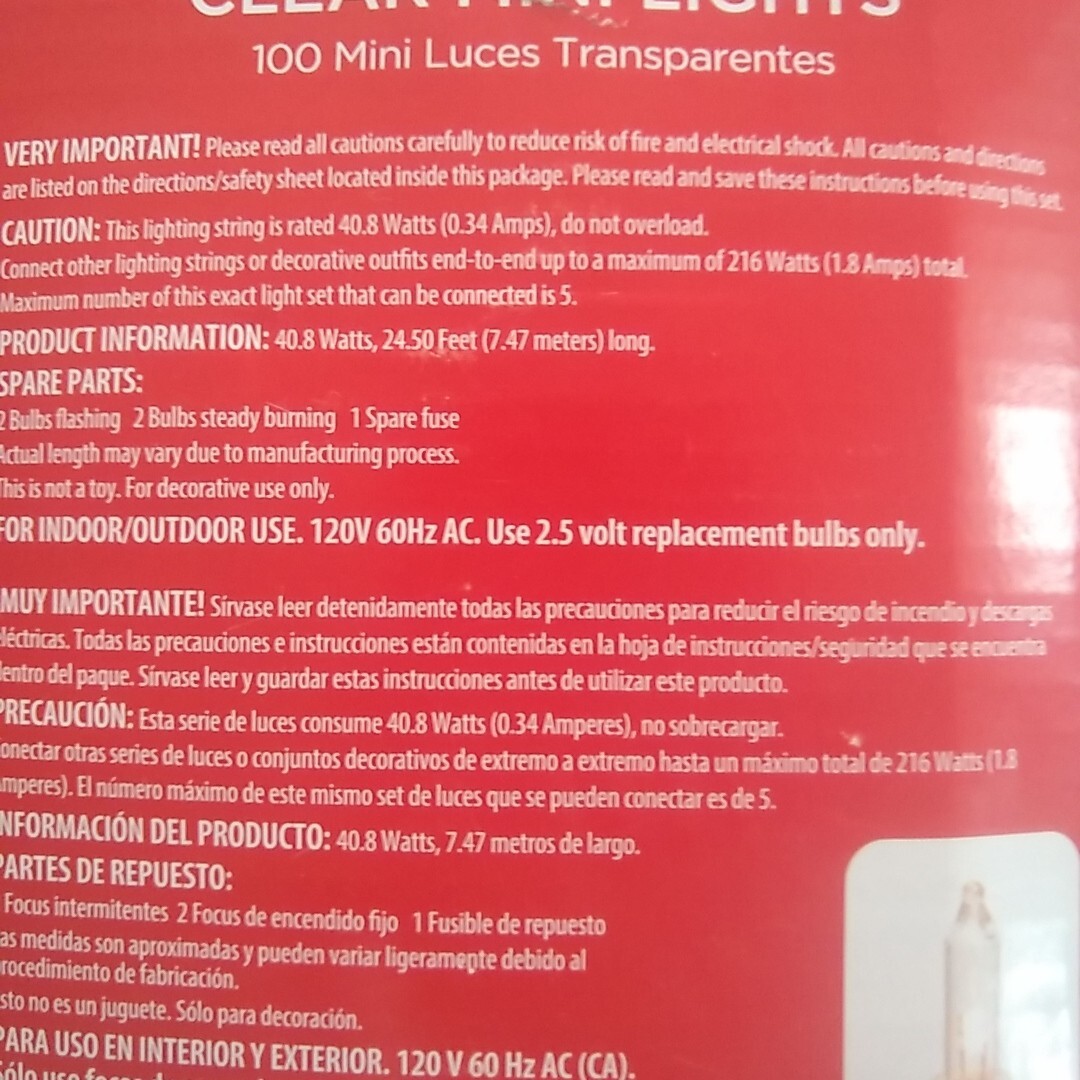 CLEAR MINI LIGHTS
100 Mini Luces Transparentes
VERY IMPORTANT! Please read all cautions carefully to reduce risk of fire and electrical shock. All cautions and directions
are listed on the directions/safety sheet located inside this package. Please read and save these instructions before using this set.
CAUTION: This lighting string is rated 40.8 Watts (0.34 Amps), do not overload.
Connect other lighting strings or decorative outfits end-to-end up to a maximum of 216 Watts (1.8 Amps) total.
Maximum number of this exact light set that can be connected is 5.
PRODUCT INFORMATION: 40.8 Watts, 24.50 Feet (7.47 meters) long.
SPARE PARTS:
2 Bulbs flashing 2 Bulbs steady burning 1 Spare fuse
Actual length may vary due to manufacturing process.
This is not a toy. For decorative use only.
FOR INDOOR/OUTDOOR USE. 120V 60Hz AC. Use 2.5 volt replacement bulbs only.
MUY IMPORTANTE! Sírvase leer detenidamente todas las precauciones para reducir el riesgo de incendio y descargas
eléctricas. Todas las precauciones e instrucciones están contenidas en la hoja de instrucciones/seguridad que se encuentra
dentro del paque. Sírvase leer y guardar estas instrucciones antes de utilizar este producto.
PRECAUCIÓN: Esta serie de luces consume 40.8 Watts (0.34 Amperes), no sobrecargar.
onectar otras series de luces o conjuntos decorativos de extremo a extremo hasta un máximo total de 216 Watts (1.8
mperes). El número máximo de este mismo set de luces que se pueden conectar es de 5.
NFORMACIÓN DEL PRODUCTO: 40.8 Watts, 7.47 metros de largo.
PARTES DE REPUESTO:
Focus intermitentes 2 Focus de encendido fijo 1 Fusible de repuesto
as medidas son aproximadas y pueden variar ligeramente debido al
rocedimiento de fabricación.
sto no es un juguete. Sólo para decoración.
PARA USO EN INTERIOR Y EXTERIOR. 120 V 60 Hz AC (CA).
Sólo use